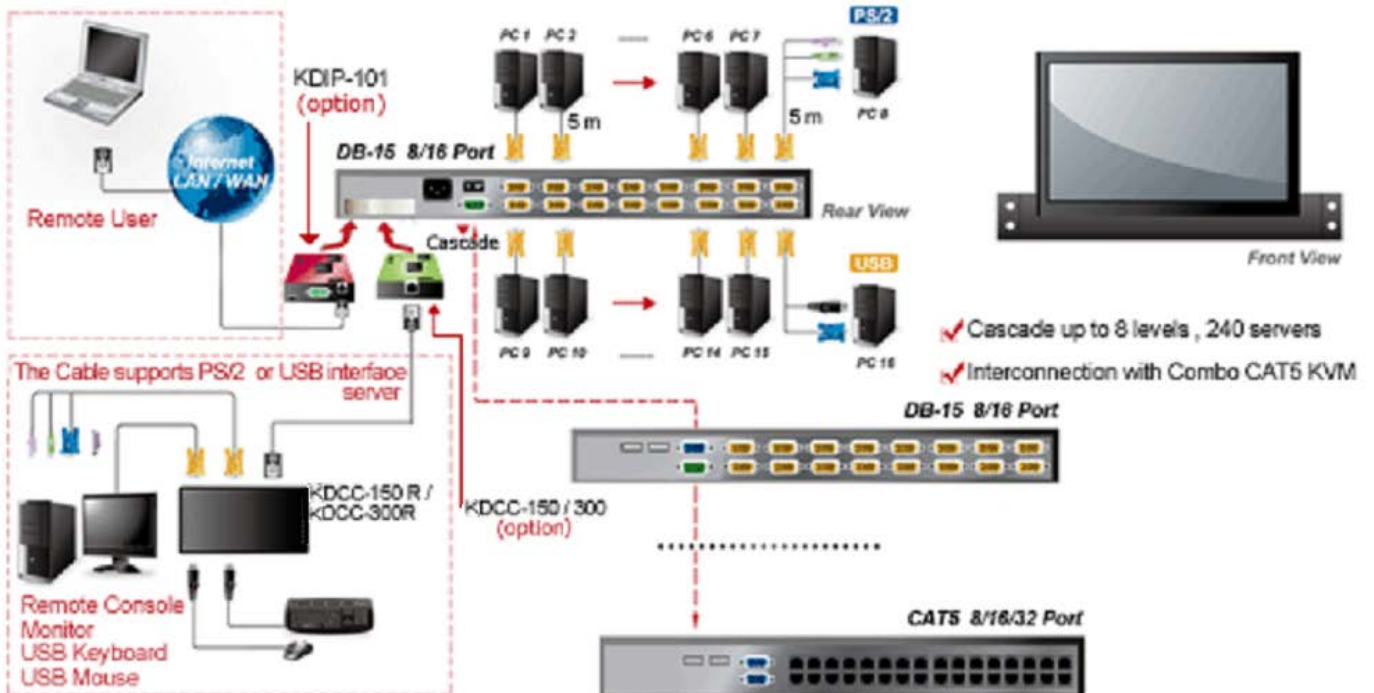 PS/2
PC 1 PC 2 ...... PC 6 PC 7
KDIP-101
(option)
5 m
5 m
PC 8
DB-15 8/16 Port
Internet
LAN / WAN
Remote User
Rear View
Cascade
USB
Front View
PC 9 PC 10 ...... PC 14 PC 15
PC 16
Cascade up to 8 levels , 240 servers
Interconnection with Combo CAT5 KVM
The Cable supports PS/2 or USB interface
server
DB-15 8/16 Port
KDCC-150 R /
KDCC-300R
KDCC-150 / 300
(option)
Remote Console
Monitor
USB Keyboard
USB Mouse
CAT5 8/16/32 Port